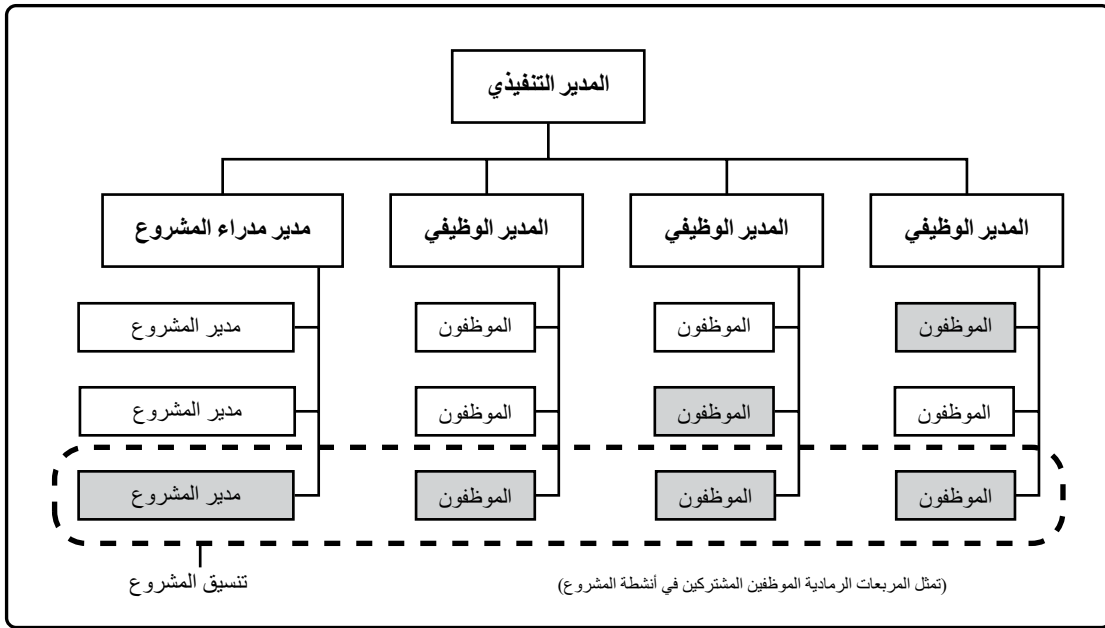 المدير التنفيذي
المدير الوظيفي
المدير الوظيفي
المدير الوظيفي
مدير مدراء المشروع
الموظفون
الموظفون
الموظفون
مدير المشروع
الموظفون
الموظفون
الموظفون
مدير المشروع
الموظفون
الموظفون
الموظفون
مدير المشروع
(تمثل المربعات الرمادية الموظفين المشتركين في أنشطة المشروع)
تنسيق المشروع